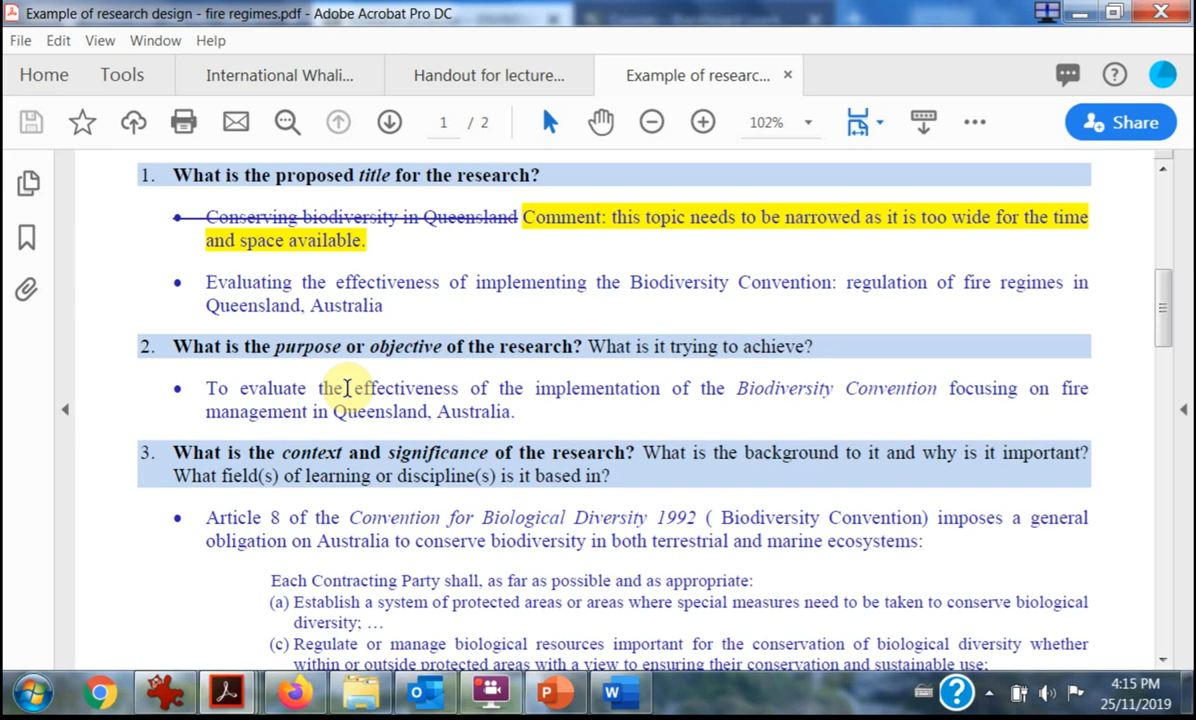 Example of research design - fire regimes.pdf - Adobe Acrobat Pro DC
File Edit View Window Help
Home Tools International Whali... Handout for lecture... Example of researc... ×
1 / 2 102% Share
1. What is the proposed title for the research?
• Conserving biodiversity in Queensland Comment: this topic needs to be narrowed as it is too wide for the time
and space available.
• Evaluating the effectiveness of implementing the Biodiversity Convention: regulation of fire regimes in
Queensland, Australia
2. What is the purpose or objective of the research? What is it trying to achieve?
• To evaluate the effectiveness of the implementation of the Biodiversity Convention focusing on fire
management in Queensland, Australia.
3. What is the context and significance of the research? What is the background to it and why is it important?
What field(s) of learning or discipline(s) is it based in?
• Article 8 of the Convention for Biological Diversity 1992 ( Biodiversity Convention) imposes a general
obligation on Australia to conserve biodiversity in both terrestrial and marine ecosystems:
Each Contracting Party shall, as far as possible and as appropriate:
(a) Establish a system of protected areas or areas where special measures need to be taken to conserve biological
diversity; …
(c) Regulate or manage biological resources important for the conservation of biological diversity whether
within or outside protected areas with a view to ensuring their conservation and sustainable use;
4:15 PM
25/11/2019